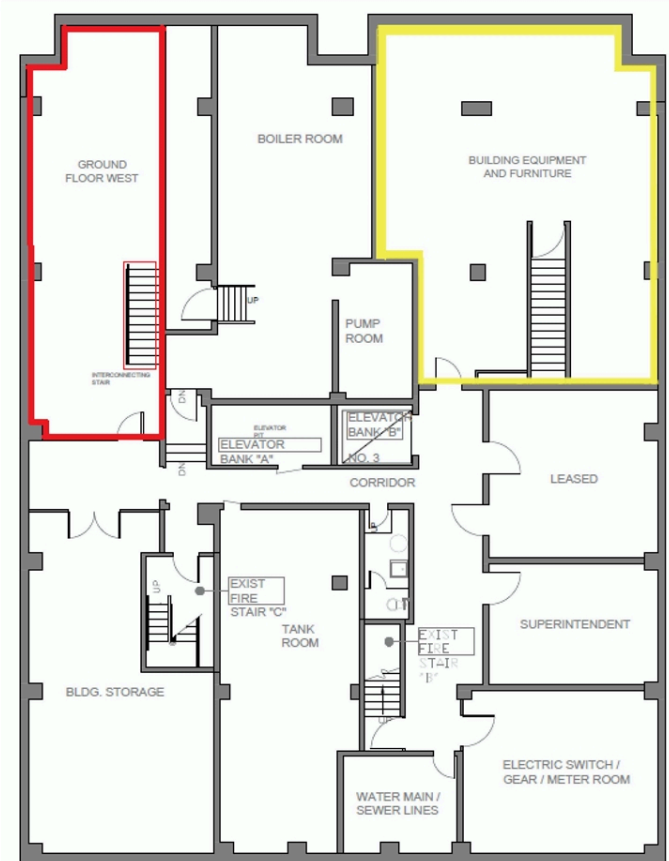 BOILER ROOM
GROUND
FLOOR WEST
BUILDING EQUIPMENT
AND FURNITURE
UP
PUMP
ROOM
INTERCONNECTING
STAIR
DN
ELEVATOR
PIT
ELEVATOR
BANK "A"
ELEVATOR
BANK "B"
NO. 3
DN
CORRIDOR
LEASED
UP
UP
EXIST
FIRE
STAIR "C"
TANK
ROOM
SUPERINTENDENT
EXIST
FIRE
STAIR
"B"
BLDG. STORAGE
UP
ELECTRIC SWITCH /
GEAR / METER ROOM
WATER MAIN /
SEWER LINES